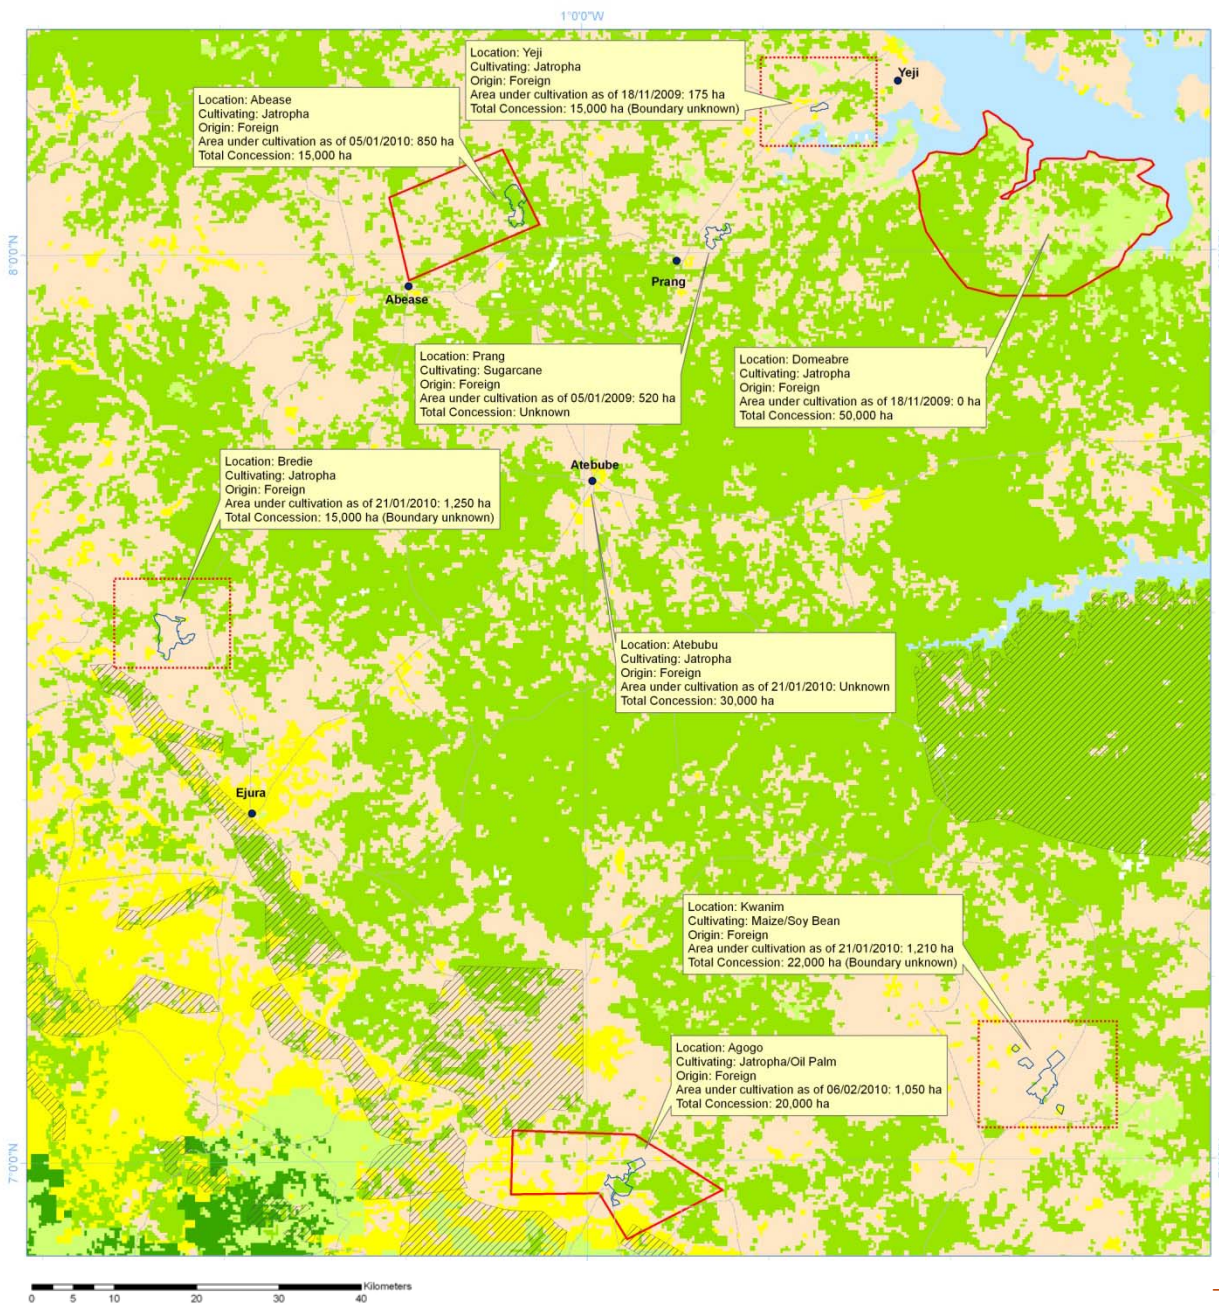 1°0'0"W
Location: Yeji
Cultivating: Jatropha
Origin: Foreign
Area under cultivation as of 18/11/2009: 175 ha
Total Concession: 15,000 ha (Boundary unknown)
Yeji
Location: Abease
Cultivating: Jatropha
Origin: Foreign
Area under cultivation as of 05/01/2010: 850 ha
Total Concession: 15,000 ha
8°0'0"N
Prang
Abease
Location: Prang
Cultivating: Sugarcane
Origin: Foreign
Area under cultivation as of 05/01/2009: 520 ha
Total Concession: Unknown
Location: Domeabre
Cultivating: Jatropha
Origin: Foreign
Area under cultivation as of 18/11/2009: 0 ha
Total Concession: 50,000 ha
Location: Bredie
Cultivating: Jatropha
Origin: Foreign
Area under cultivation as of 21/01/2010: 1,250 ha
Total Concession: 15,000 ha (Boundary unknown)
Atebube
Location: Atebubu
Cultivating: Jatropha
Origin: Foreign
Area under cultivation as of 21/01/2010: Unknown
Total Concession: 30,000 ha
Ejura
Location: Kwanim
Cultivating: Maize/Soy Bean
Origin: Foreign
Area under cultivation as of 21/01/2010: 1,210 ha
Total Concession: 22,000 ha (Boundary unknown)
Location: Agogo
Cultivating: Jatropha/Oil Palm
Origin: Foreign
Area under cultivation as of 06/02/2010: 1,050 ha
Total Concession: 20,000 ha
7°0'0"N
Kilometers
0 5 10 20 30 40